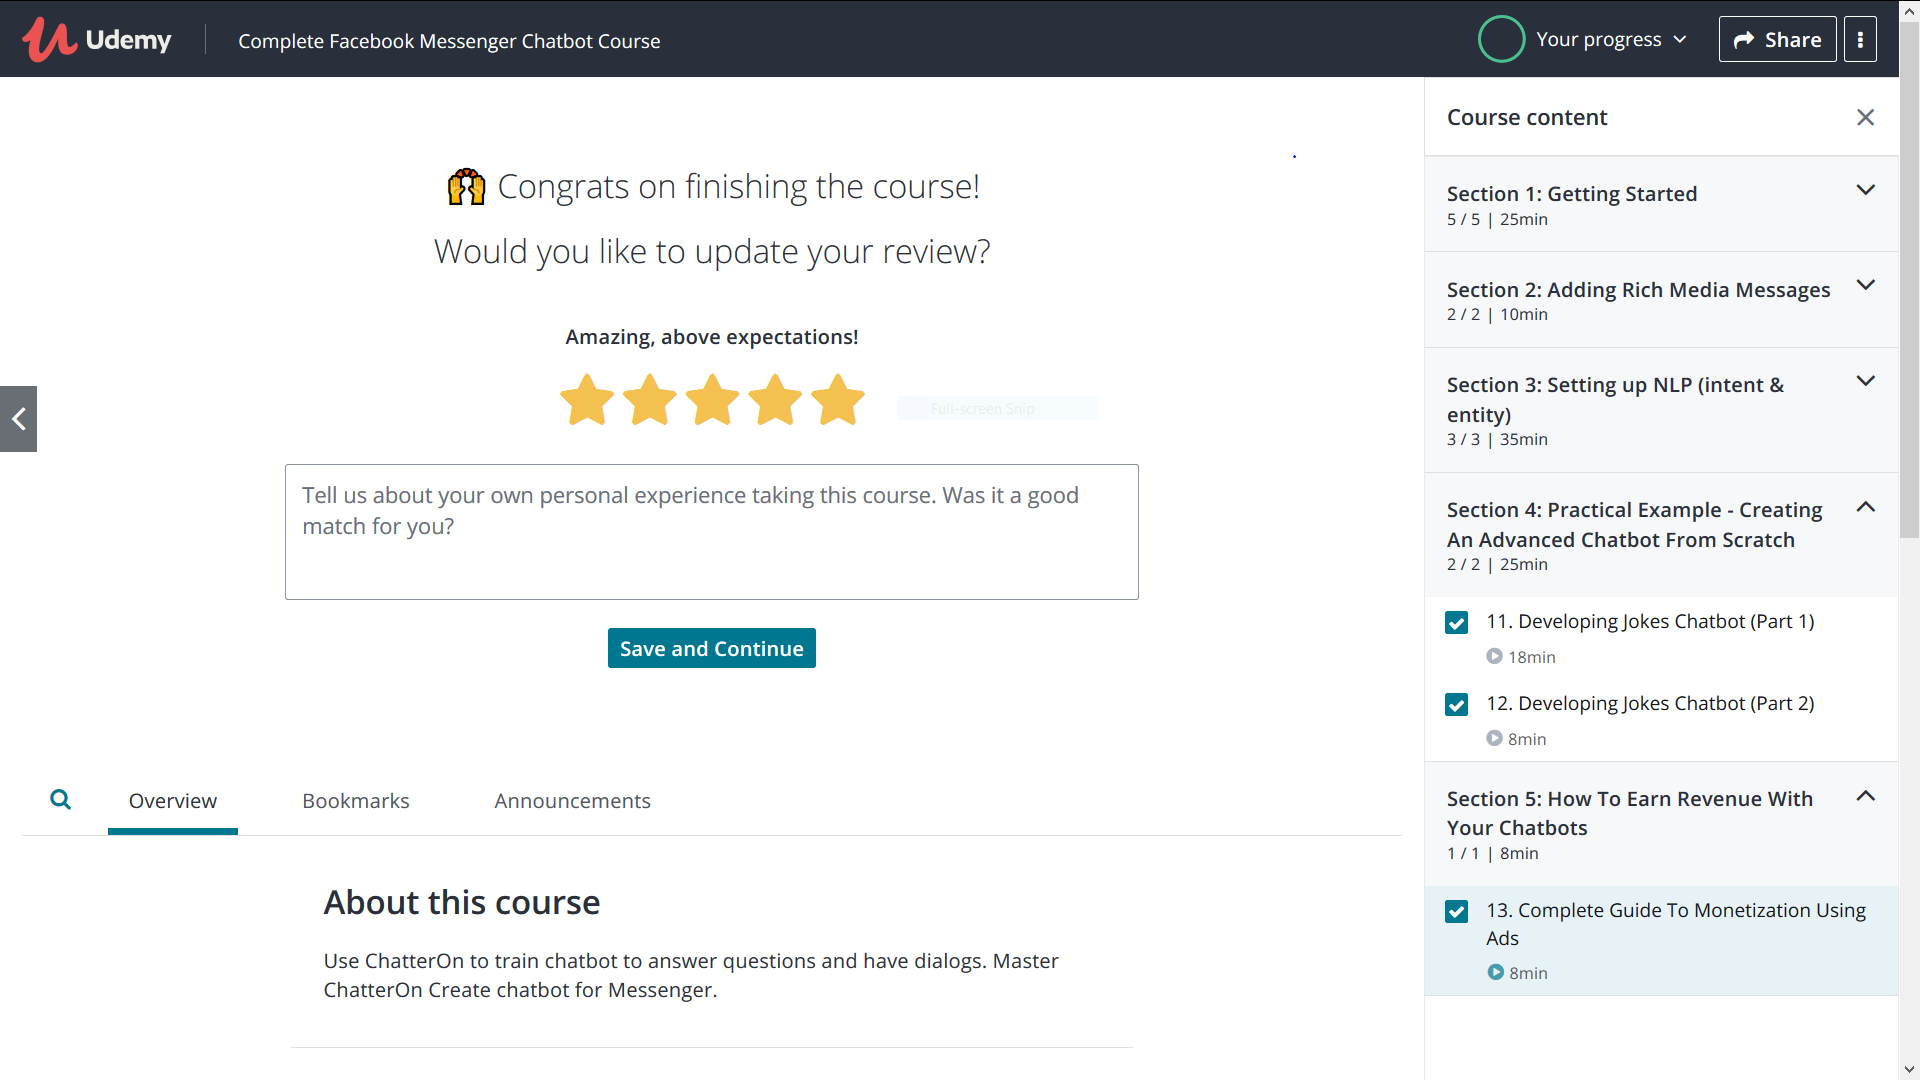 Udemy
Complete Facebook Messenger Chatbot Course
Your progress
Share
Congrats on finishing the course!
Would you like to update your review?
Amazing, above expectations!
Full-screen Snip
Tell us about your own personal experience taking this course. Was it a good
match for you?
Save and Continue
Overview
Bookmarks
Announcements
About this course
Use ChatterOn to train chatbot to answer questions and have dialogs. Master
ChatterOn Create chatbot for Messenger.
Course content
Section 1: Getting Started
5 / 5 | 25min
Section 2: Adding Rich Media Messages
2 / 2 | 10min
Section 3: Setting up NLP (intent &
entity)
3 / 3 | 35min
Section 4: Practical Example - Creating
An Advanced Chatbot From Scratch
2 / 2 | 25min
11. Developing Jokes Chatbot (Part 1)
18min
12. Developing Jokes Chatbot (Part 2)
8min
Section 5: How To Earn Revenue With
Your Chatbots
1 / 1 | 8min
13. Complete Guide To Monetization Using
Ads
8min